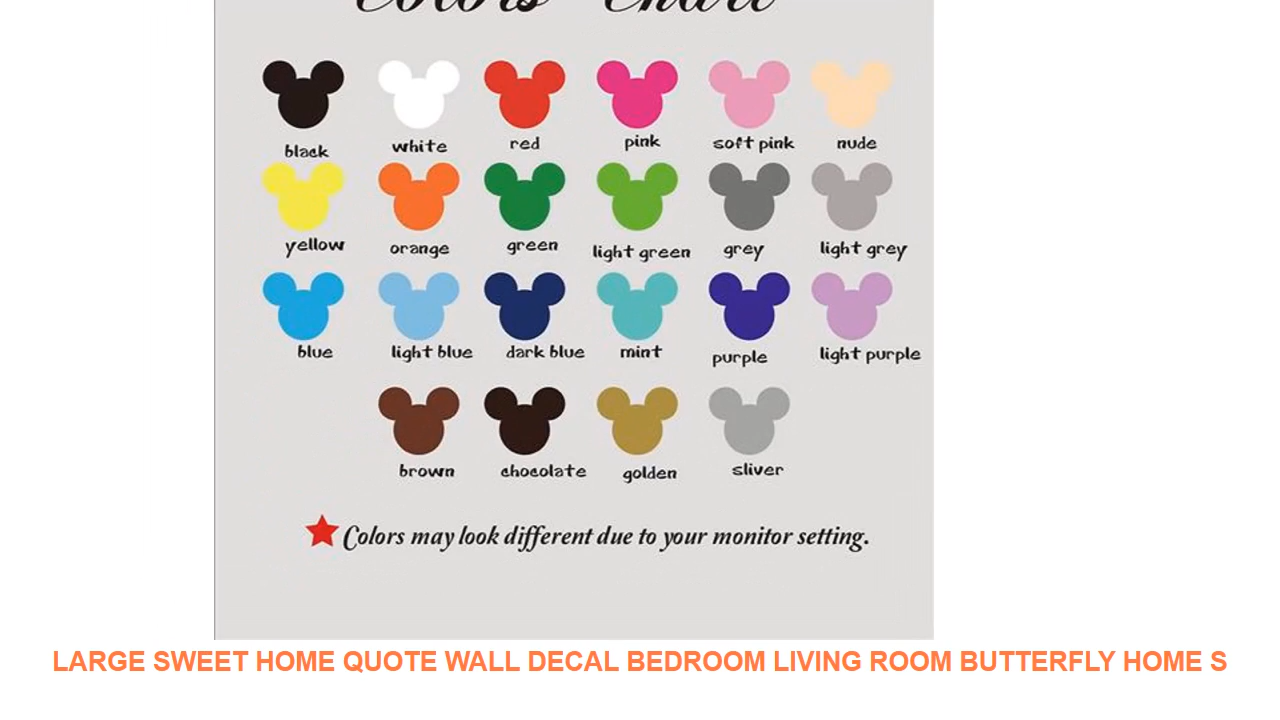 Colors Chart
black white red pink soft pink nude
yellow orange green light green grey light grey
blue light blue dark blue mint purple light purple
brown chocolate golden sliver
Colors may look different due to your monitor setting.
LARGE SWEET HOME QUOTE WALL DECAL BEDROOM LIVING ROOM BUTTERFLY HOME S